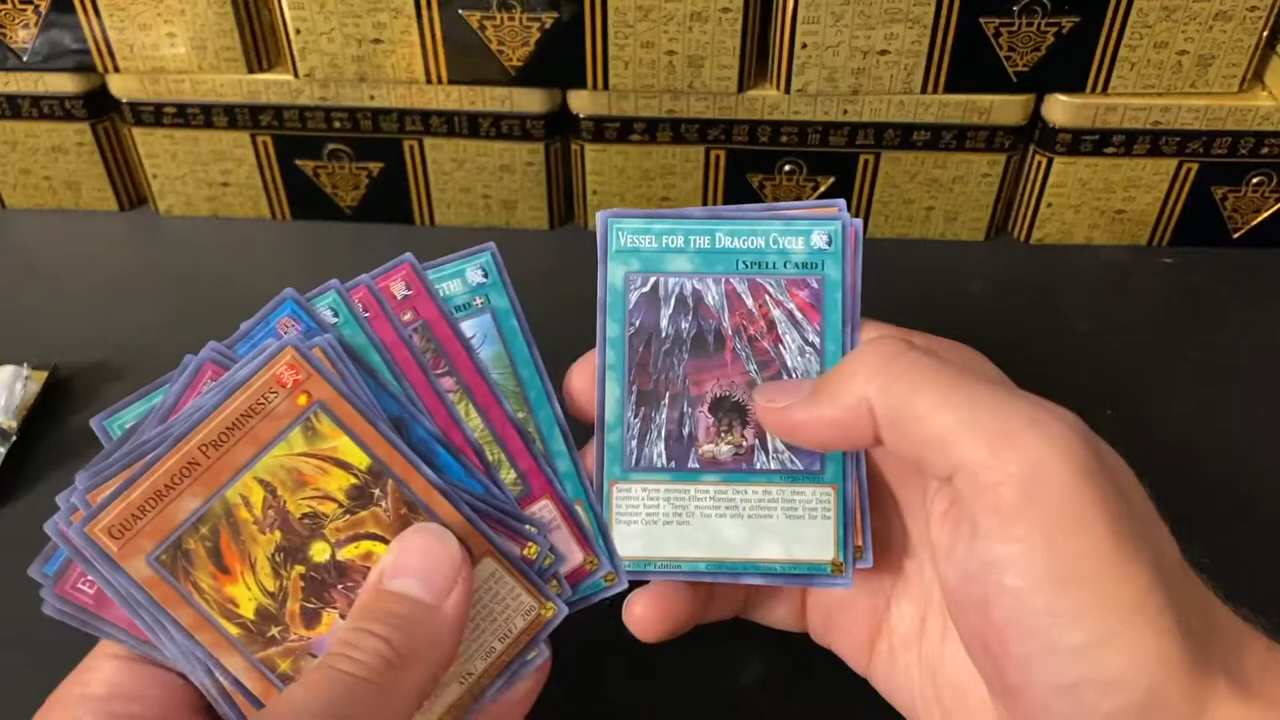 VESSEL FOR THE DRAGON CYCLE
[SPELL CARD]
Send 1 Wyrm monster from your Deck to the GY, then, if you
control a face-up non-Effect Monster, you can add from your Deck
to your hand 1 "Tenyi" monster with a different name from the
monster sent to the GY. You can only activate 1 "Vessel for the
Dragon Cycle" per turn.
1st Edition
GUARDRAGON PROMINESES
ATK/ 500 DEF/ 200